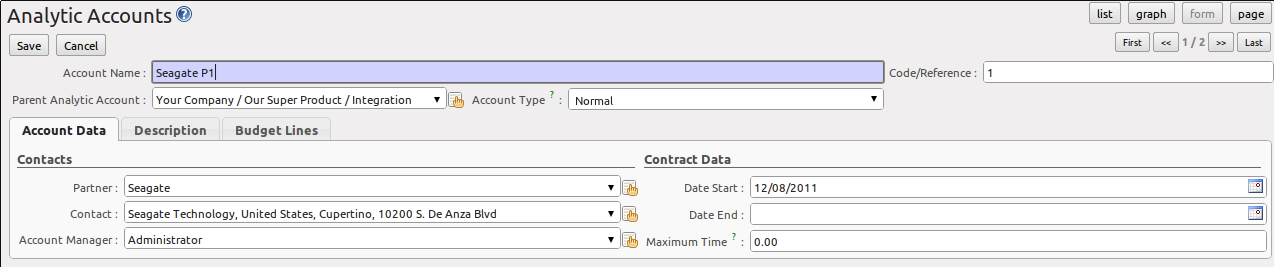 Analytic Accounts ?
list graph form page
Save Cancel
First << 1 / 2 >> Last
Account Name : Seagate P1 Code/Reference : 1
Parent Analytic Account : Your Company / Our Super Product / Integration Account Type ? : Normal
Account Data Description Budget Lines
Contacts Contract Data
Partner : Seagate Date Start : 12/08/2011
Contact : Seagate Technology, United States, Cupertino, 10200 S. De Anza Blvd Date End :
Account Manager : Administrator Maximum Time ? : 0.00